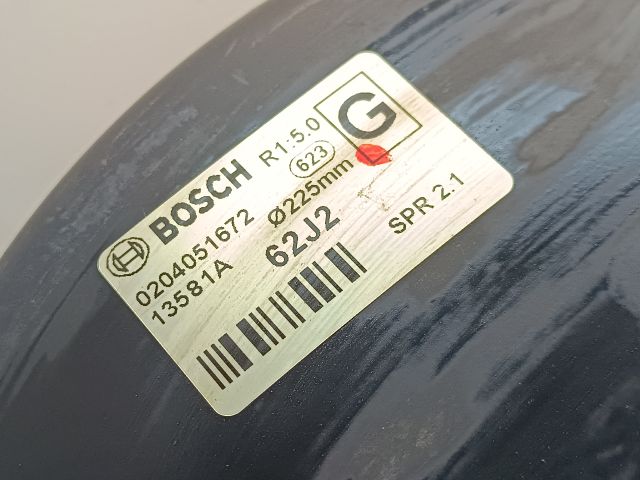 BOSCH R1:5.0 G
623
0204051672 Ø225mm
13581A 62J2 SPR 2.1